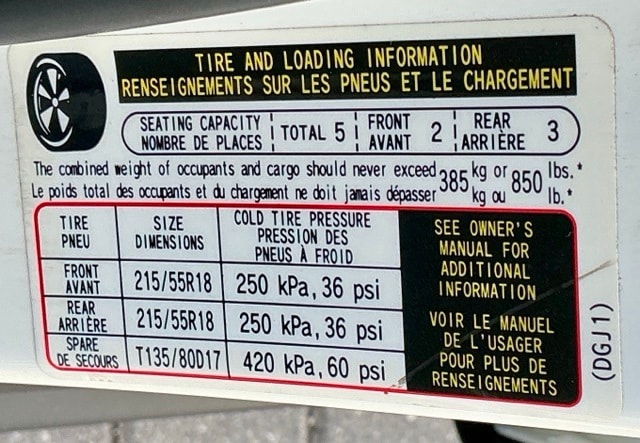 TIRE AND LOADING INFORMATION
RENSEIGNEMENTS SUR LES PNEUS ET LE CHARGEMENT
SEATING CAPACITY TOTAL 5 FRONT 2 REAR 3
NOMBRE DE PLACES AVANT ARRIÈRE
The combined weight of occupants and cargo should never exceed 385 kg or 850 lbs.*
Le poids total des occupants et du chargement ne doit jamais dépasser kg ou lb.*
TIRE
PNEU
SIZE
DIMENSIONS
COLD TIRE PRESSURE
PRESSION DES
PNEUS À FROID
FRONT
AVANT
215/55R18
250 kPa, 36 psi
REAR
ARRIÈRE
215/55R18
250 kPa, 36 psi
SPARE
DE SECOURS
T135/80D17
420 kPa, 60 psi
SEE OWNER'S
MANUAL FOR
ADDITIONAL
INFORMATION
VOIR LE MANUEL
DE L'USAGER
POUR PLUS DE
RENSEIGNEMENTS
(DGJ1)